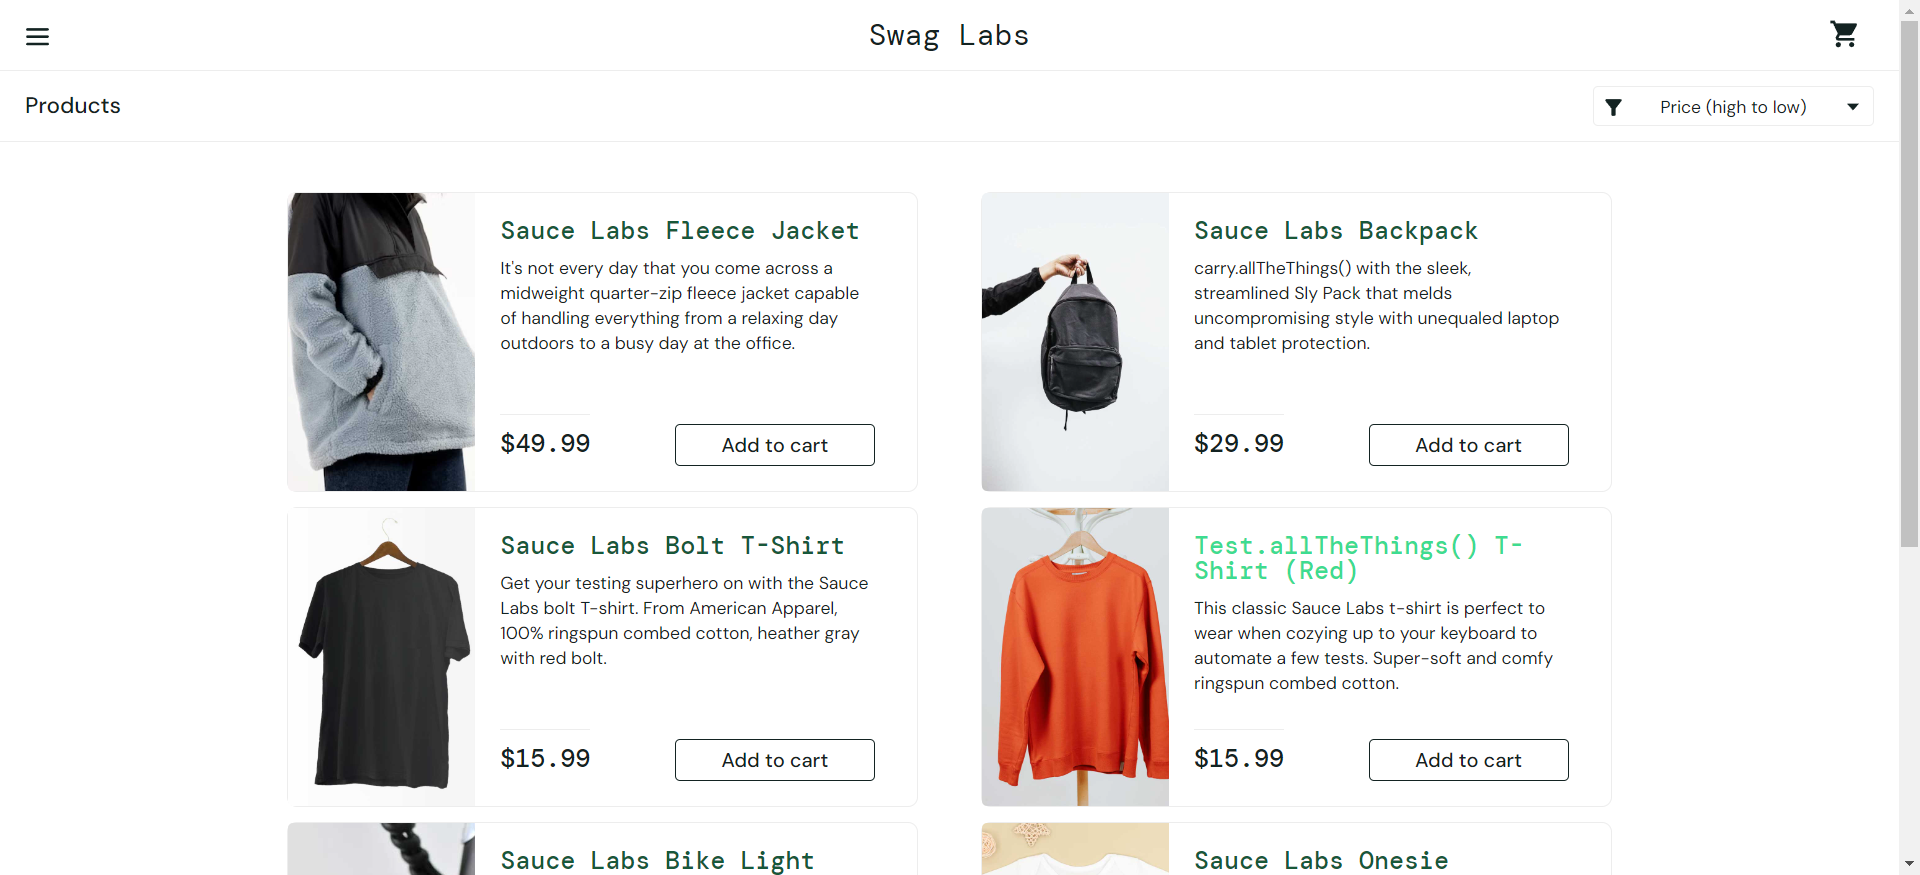 Swag Labs
Products
Price (high to low)
Sauce Labs Fleece Jacket
It's not every day that you come across a
midweight quarter-zip fleece jacket capable
of handling everything from a relaxing day
outdoors to a busy day at the office.
$49.99
Add to cart
Sauce Labs Backpack
carry.allTheThings() with the sleek,
streamlined Sly Pack that melds
uncompromising style with unequaled laptop
and tablet protection.
$29.99
Add to cart
Sauce Labs Bolt T-Shirt
Get your testing superhero on with the Sauce
Labs bolt T-shirt. From American Apparel,
100% ringspun combed cotton, heather gray
with red bolt.
$15.99
Add to cart
Test.allTheThings() T-
Shirt (Red)
This classic Sauce Labs t-shirt is perfect to
wear when cozying up to your keyboard to
automate a few tests. Super-soft and comfy
ringspun combed cotton.
$15.99
Add to cart
Sauce Labs Bike Light
Sauce Labs Onesie